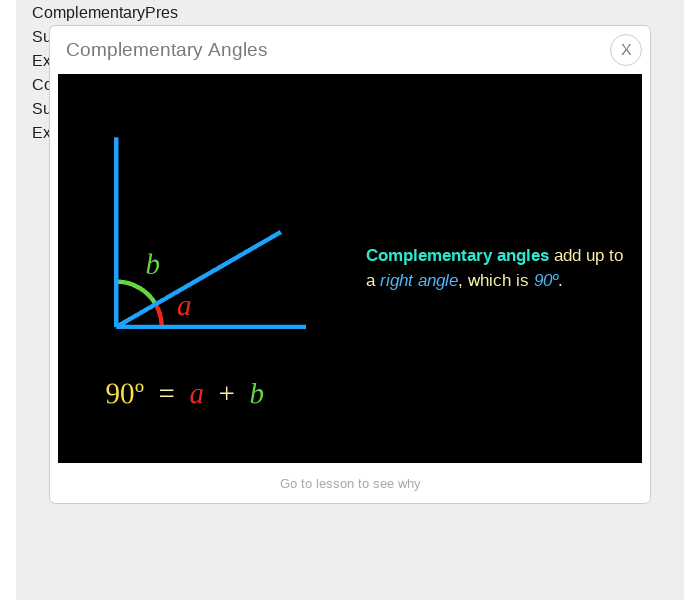 ComplementaryPres
Su
Complementary Angles
X
Ex
Co
Su
Ex
b
Complementary angles add up to
a right angle, which is 90º.
a
90º = a + b
Go to lesson to see why